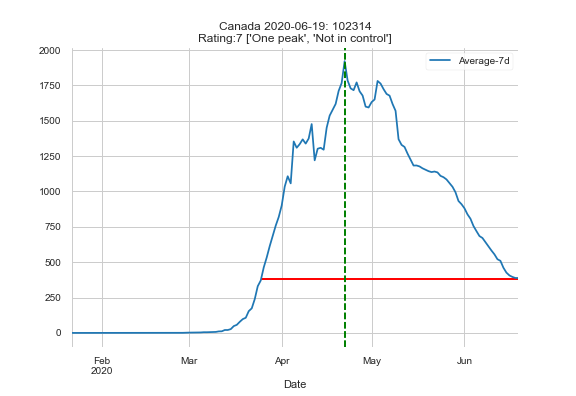 Canada 2020-06-19: 102314
Rating:7 ['One peak', 'Not in control']
Average-7d
2000
1750
1500
1250
1000
750
500
250
0
Feb
2020
Mar
Apr
May
Jun
Date